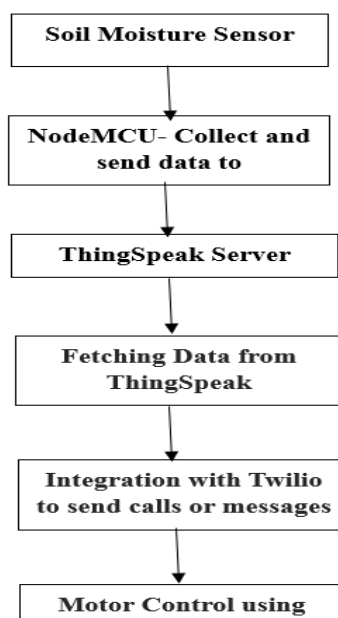 Soil Moisture Sensor
NodeMCU- Collect and
send data to
ThingSpeak Server
Fetching Data from
ThingSpeak
Integration with Twilio
to send calls or messages
Motor Control using